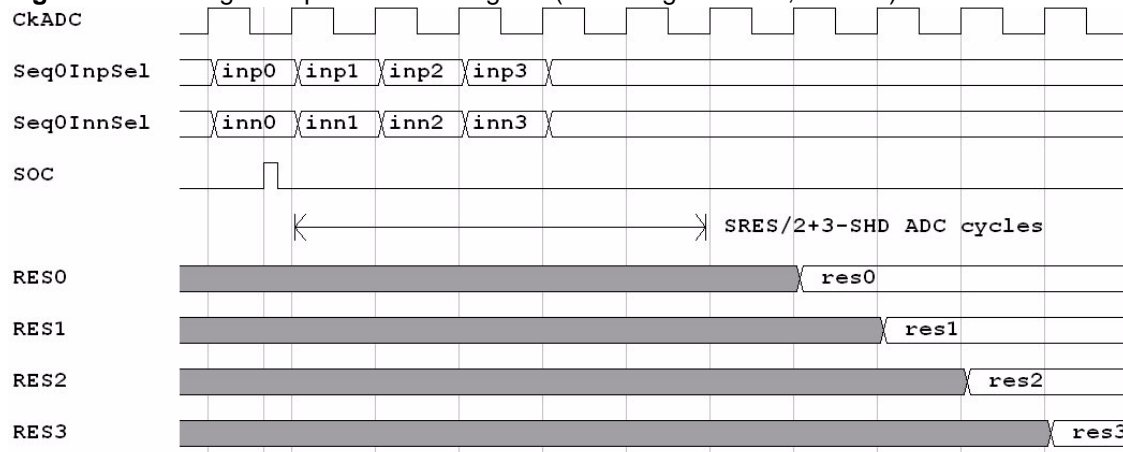 CkADC
Seq0InpSel inp0 inp1 inp2 inp3
Seq0InnSel inn0 inn1 inn2 inn3
SOC
SRES/2+3-SHD ADC cycles
RES0 res0
RES1 res1
RES2 res2
RES3 res3